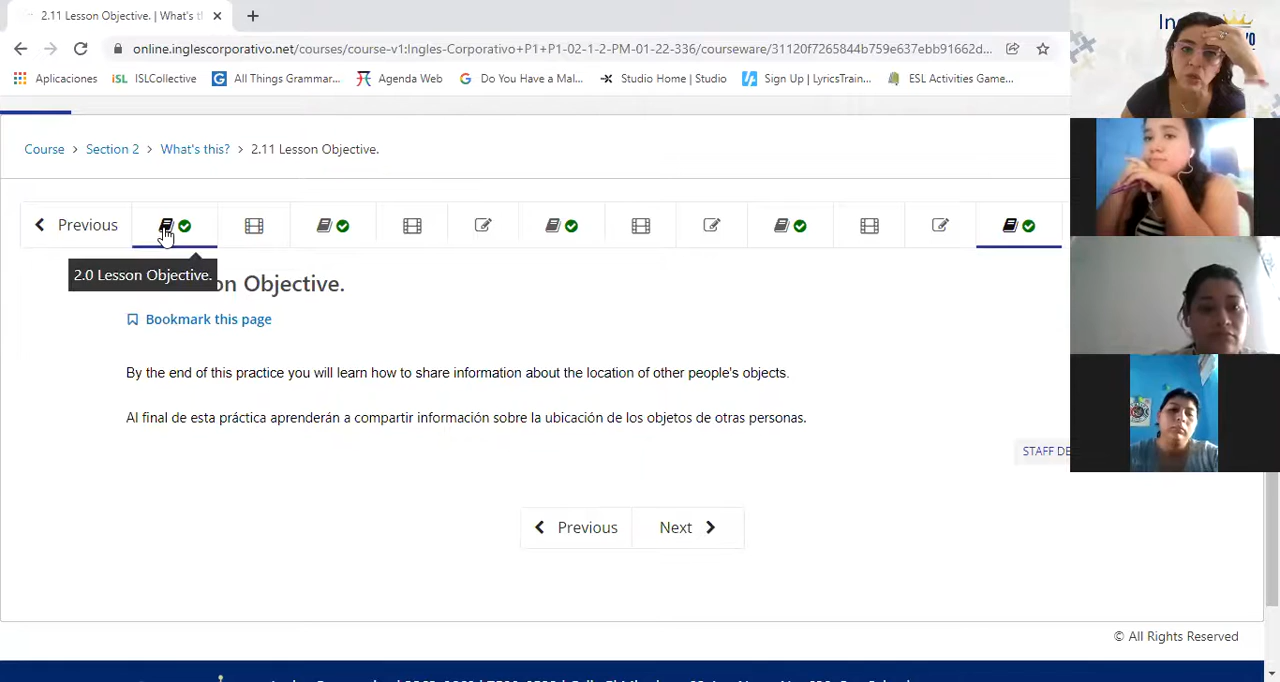 2.11 Lesson Objective. | What's t
online.inglescorporativo.net/courses/course-v1:Ingles-Corporativo+P1+P1-02-1-2-PM-01-22-336/courseware/31120f7265844b759e637ebb91662d...
Aplicaciones ISL ISLCollective All Things Grammar... Agenda Web Do You Have a Mal... Studio Home | Studio Sign Up | LyricsTrain... ESL Activities Game...
Course Section 2 What's this? 2.11 Lesson Objective.
Previous
2.0 Lesson Objective.
on Objective.
Bookmark this page
By the end of this practice you will learn how to share information about the location of other people's objects.
Al final de esta práctica aprenderán a compartir información sobre la ubicación de los objetos de otras personas.
STAFF DE
Previous Next
© All Rights Reserved